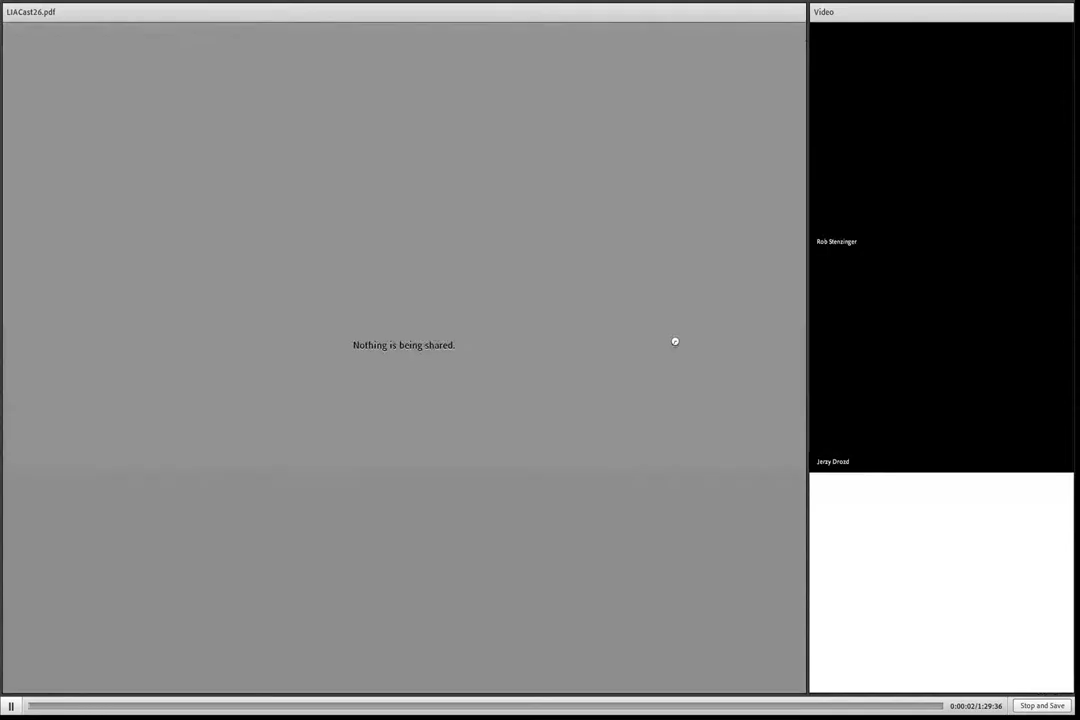 LIACast26.pdf
Video
Rob Stenzinger
Nothing is being shared.
Jerzy Drozd
0:00:02/1:29:36
Stop and Save